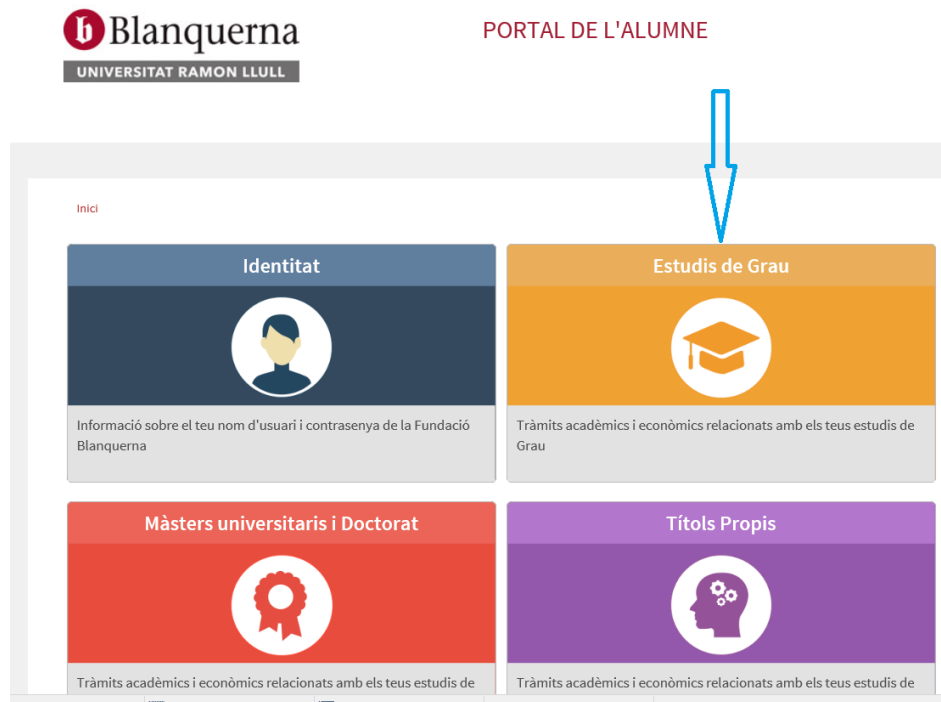 b Blanquerna
UNIVERSITAT RAMON LLULL
PORTAL DE L'ALUMNE
Inici
Identitat
Informació sobre el teu nom d'usuari i contrasenya de la Fundació
Blanquerna
Estudis de Grau
Tràmits acadèmics i econòmics relacionats amb els teus estudis de
Grau
Màsters universitaris i Doctorat
Tràmits acadèmics i econòmics relacionats amb els teus estudis de
Títols Propis
Tràmits acadèmics i econòmics relacionats amb els teus estudis de